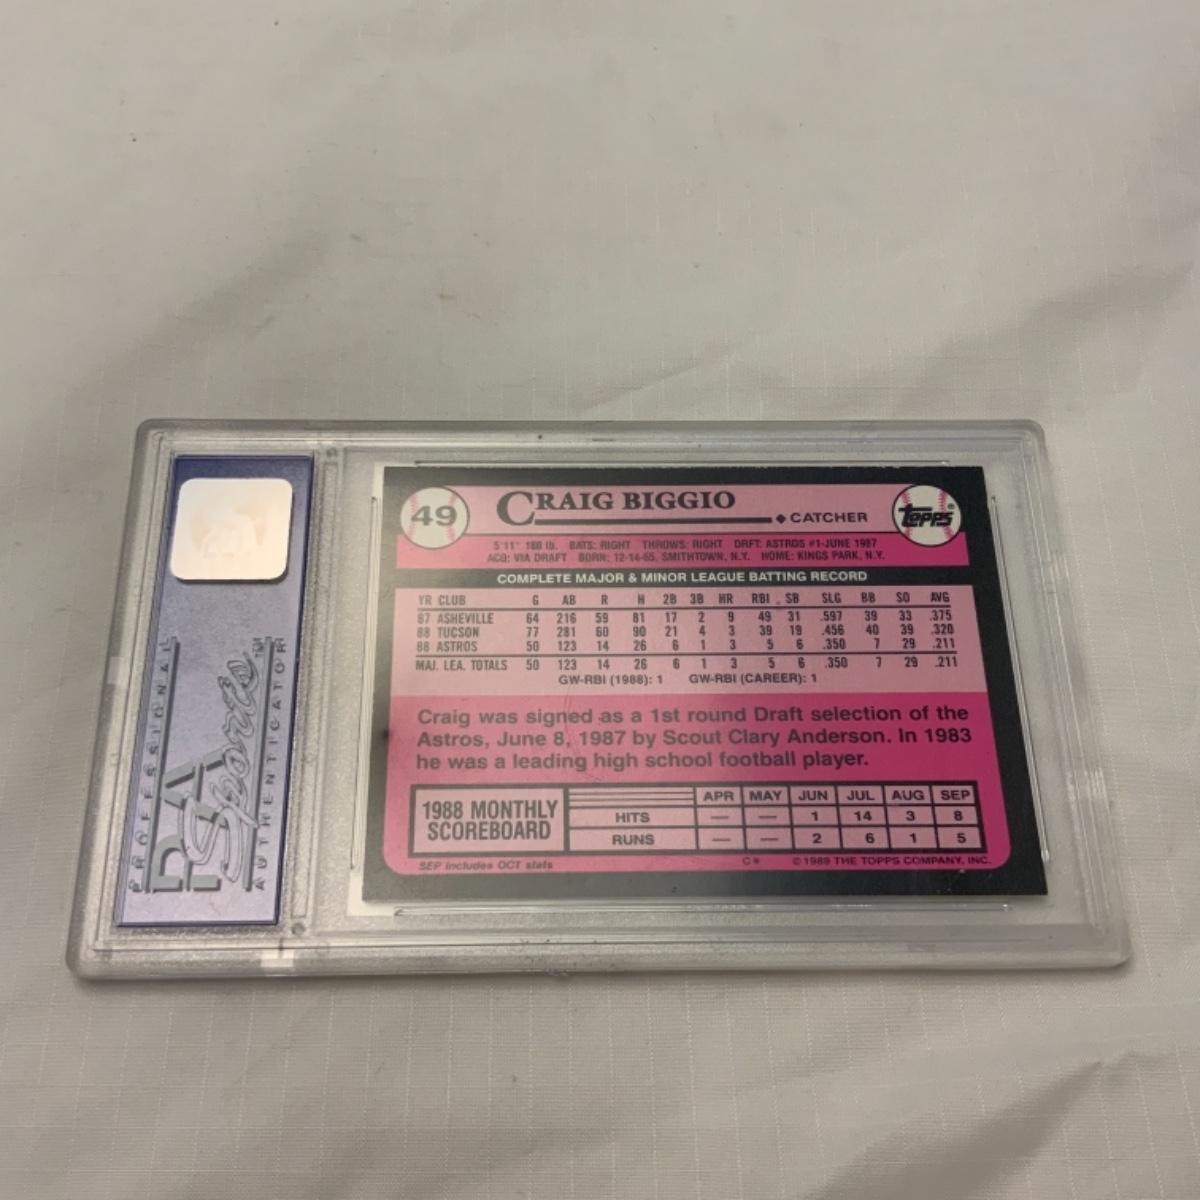 PROFESSIONAL
PA
Sports™
AUTHENTICATOR
49
CRAIG BIGGIO
◆ CATCHER
Topps®
5'11" 180 lb. BATS: RIGHT THROWS: RIGHT DRFT: ASTROS #1-JUNE 1987
ACQ: VIA DRAFT BORN: 12-14-65, SMITHTOWN, N.Y. HOME: KINGS PARK, N.Y.
COMPLETE MAJOR & MINOR LEAGUE BATTING RECORD
YR CLUB G AB R H 2B 3B HR RBI SB SLG BB SO AVG
87 ASHEVILLE 64 216 59 81 17 2 9 49 31 .597 39 33 .375
88 TUCSON 77 281 60 90 21 4 3 39 19 .456 40 39 .320
88 ASTROS 50 123 14 26 6 1 3 5 6 .350 7 29 .211
MAJ. LEA. TOTALS 50 123 14 26 6 1 3 5 6 .350 7 29 .211
GW-RBI (1988): 1 GW-RBI (CAREER): 1
Craig was signed as a 1st round Draft selection of the
Astros, June 8, 1987 by Scout Clary Anderson. In 1983
he was a leading high school football player.
1988 MONTHLY
SCOREBOARD
APR MAY JUN JUL AUG SEP
HITS — — 1 14 3 8
RUNS — — 2 6 1 5
SEP includes OCT stats
C* © 1989 THE TOPPS COMPANY, INC.